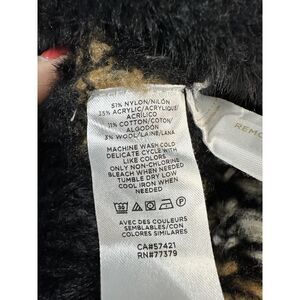 51% NYLON/NILÓN
35% ACRYLIC/ACRYLIQUE/
ACRÍLICO
11% COTTON/COTON/
ALGODÓN
3% WOOL/LAINE/LANA
MACHINE WASH COLD
DELICATE CYCLE WITH
LIKE COLORS
ONLY NON-CHLORINE
BLEACH WHEN NEEDED
TUMBLE DRY LOW
COOL IRON WHEN
NEEDED
AVEC DES COULEURS
SEMBLABLES/CON
COLORES SIMILARES
CA#57421
RN#77379